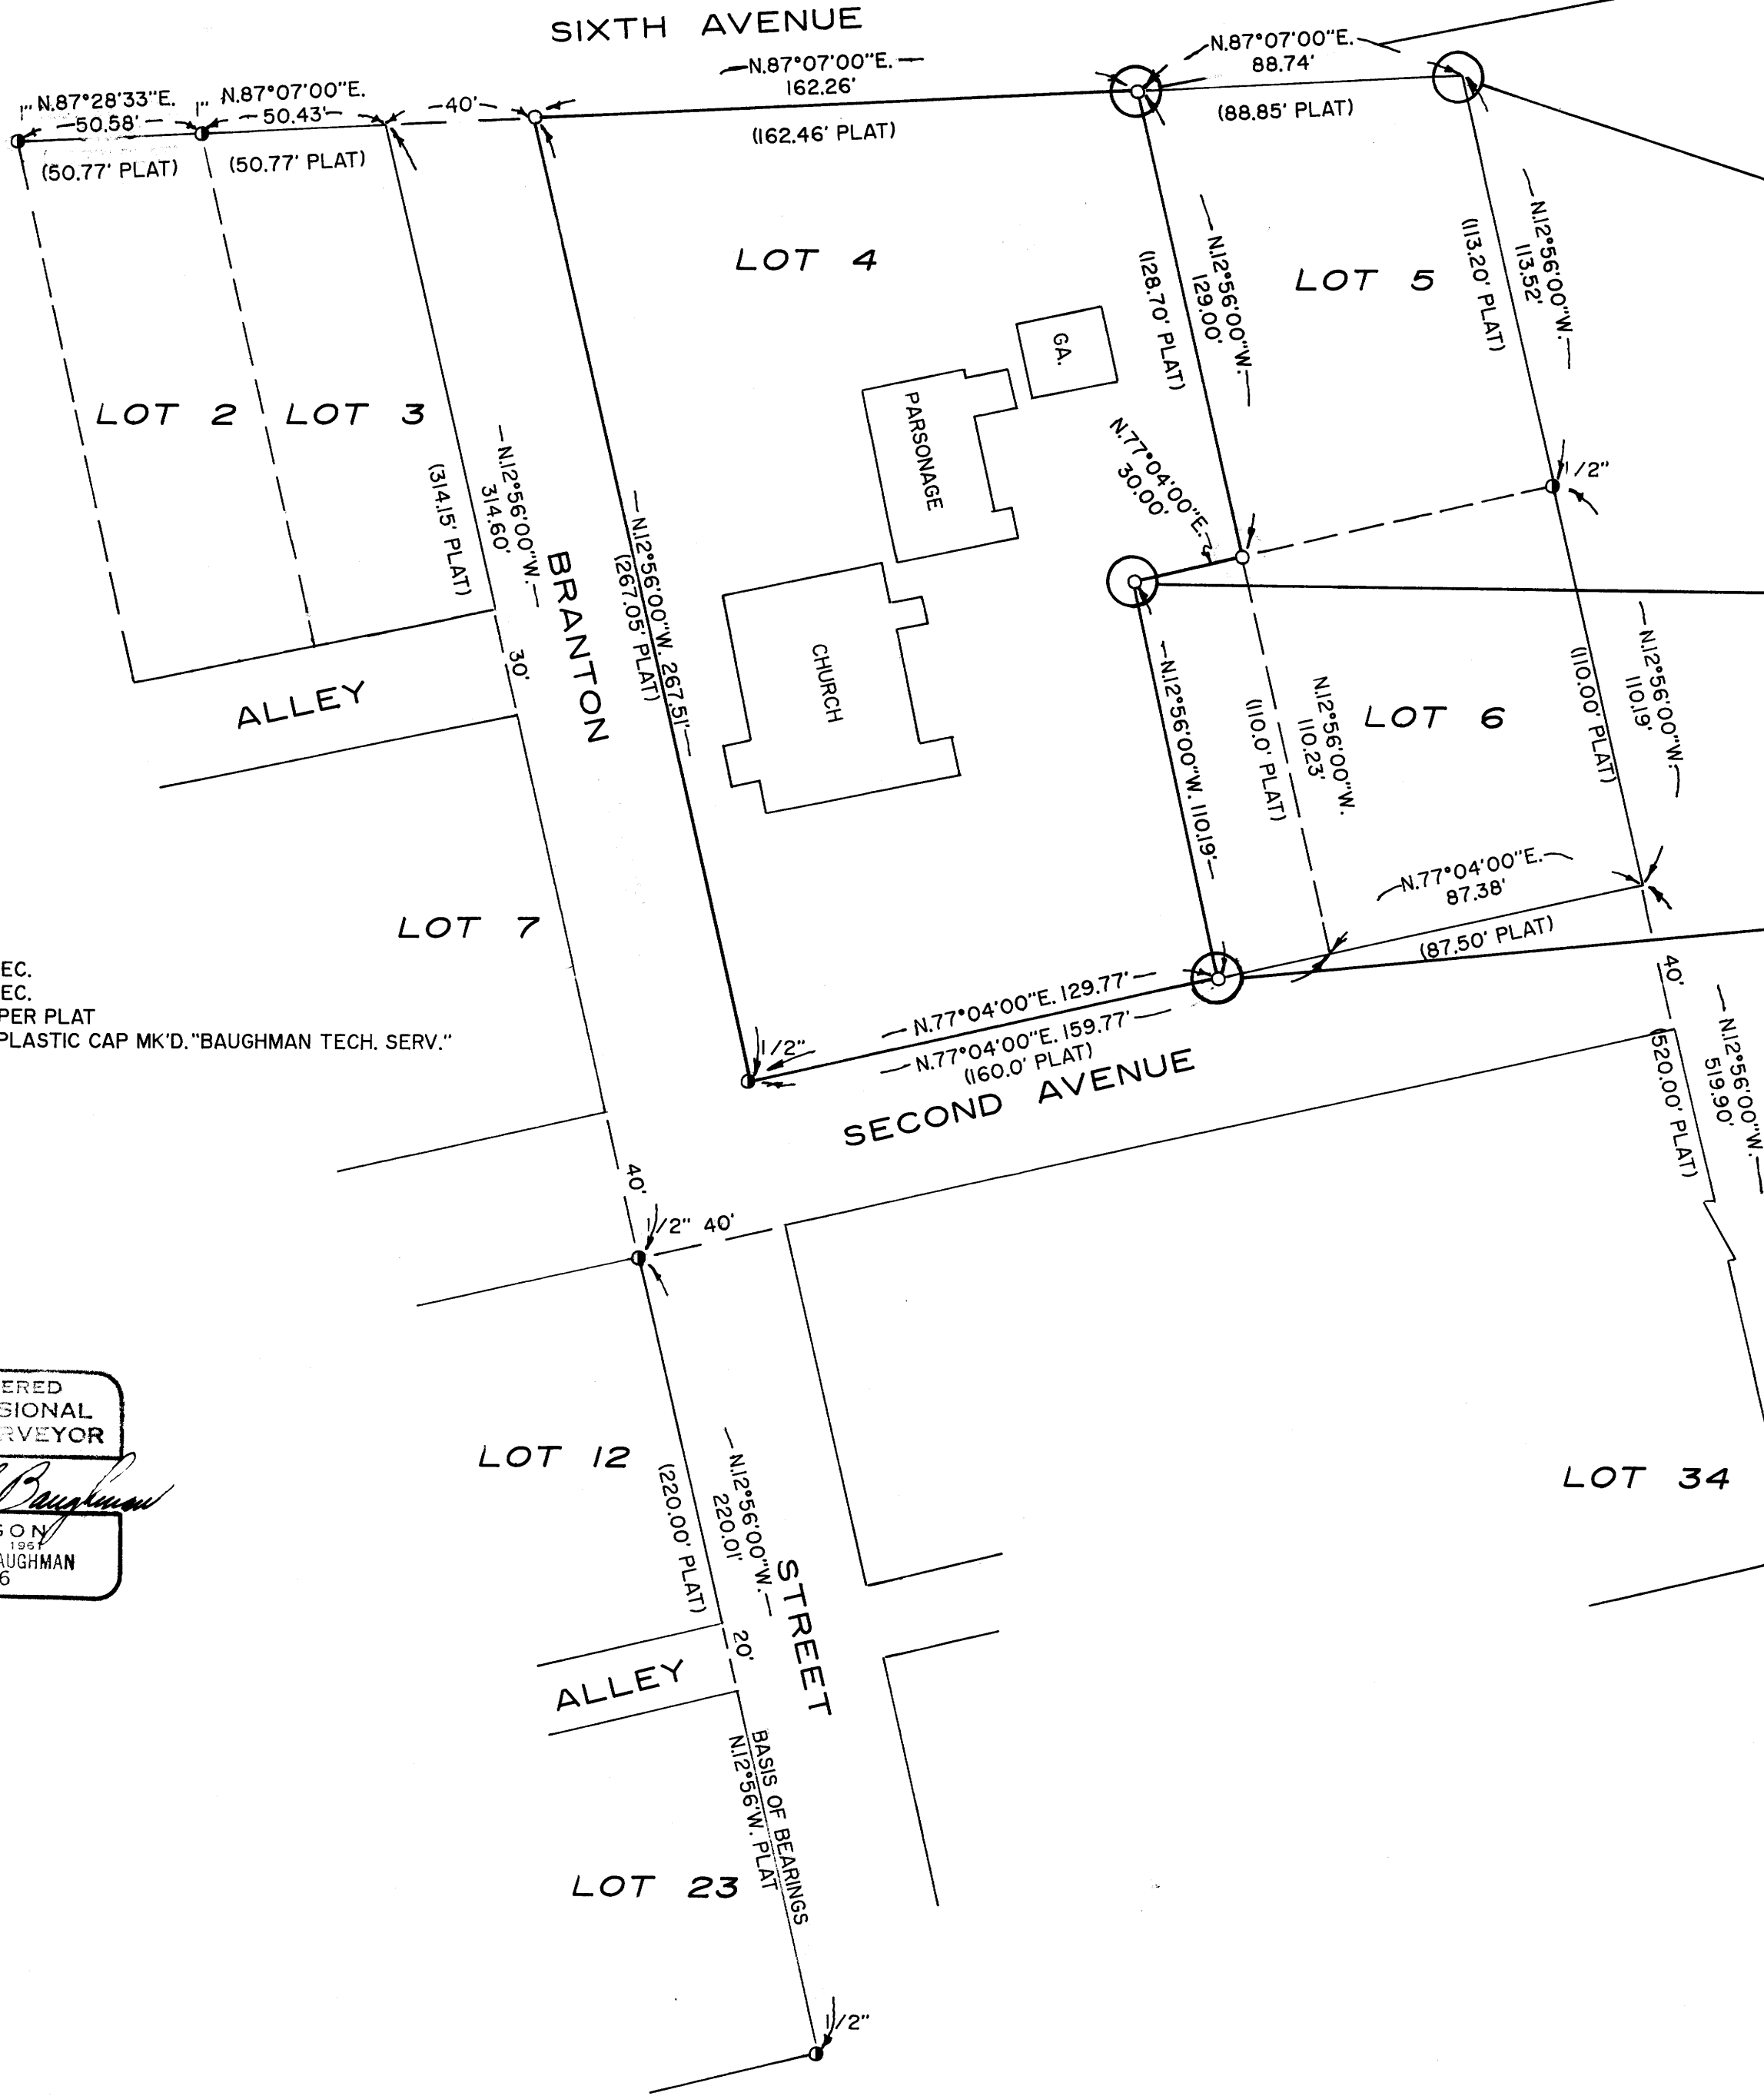 SIXTH AVENUE
N.87°28'33"E.
50.58'
(50.77' PLAT)
1"
1"
N.87°07'00"E.
50.43'
(50.77' PLAT)
40'
N.87°07'00"E.
162.26'
(162.46' PLAT)
N.87°07'00"E.
88.74'
(88.85' PLAT)
LOT 4
LOT 5
N.12°56'00"W.
129.00'
(128.70' PLAT)
N.12°56'00"W.
113.52'
(113.20' PLAT)
GA.
PARSONAGE
LOT 2
LOT 3
N.12°56'00"W.
314.60'
(314.15' PLAT)
N.77°04'00"E.
30.00'
1/2"
BRANTON
N.12°56'00"W. 267.51'
(267.05' PLAT)
CHURCH
30'
ALLEY
N.12°56'00"W. 110.19'
N.12°56'00"W.
110.23'
(110.0' PLAT)
LOT 6
N.12°56'00"W.
110.19'
(110.00' PLAT)
LOT 7
N.77°04'00"E.
87.38'
(87.50' PLAT)
EC.
EC.
PER PLAT
PLASTIC CAP MK'D. "BAUGHMAN TECH. SERV."
N.77°04'00"E. 129.77'
N.77°04'00"E. 159.77'
(160.0' PLAT)
1/2"
SECOND AVENUE
40'
N.12°56'00"W.
519.90'
(520.00' PLAT)
40'
1/2"
40'
ERED
SIONAL
RVEYOR
Baughman
GON
1961
AUGHMAN
6
LOT 12
N.12°56'00"W.
220.01'
(220.00' PLAT)
STREET
LOT 34
20'
ALLEY
BASIS OF BEARINGS
N.12°56'W. PLAT
LOT 23
1/2"